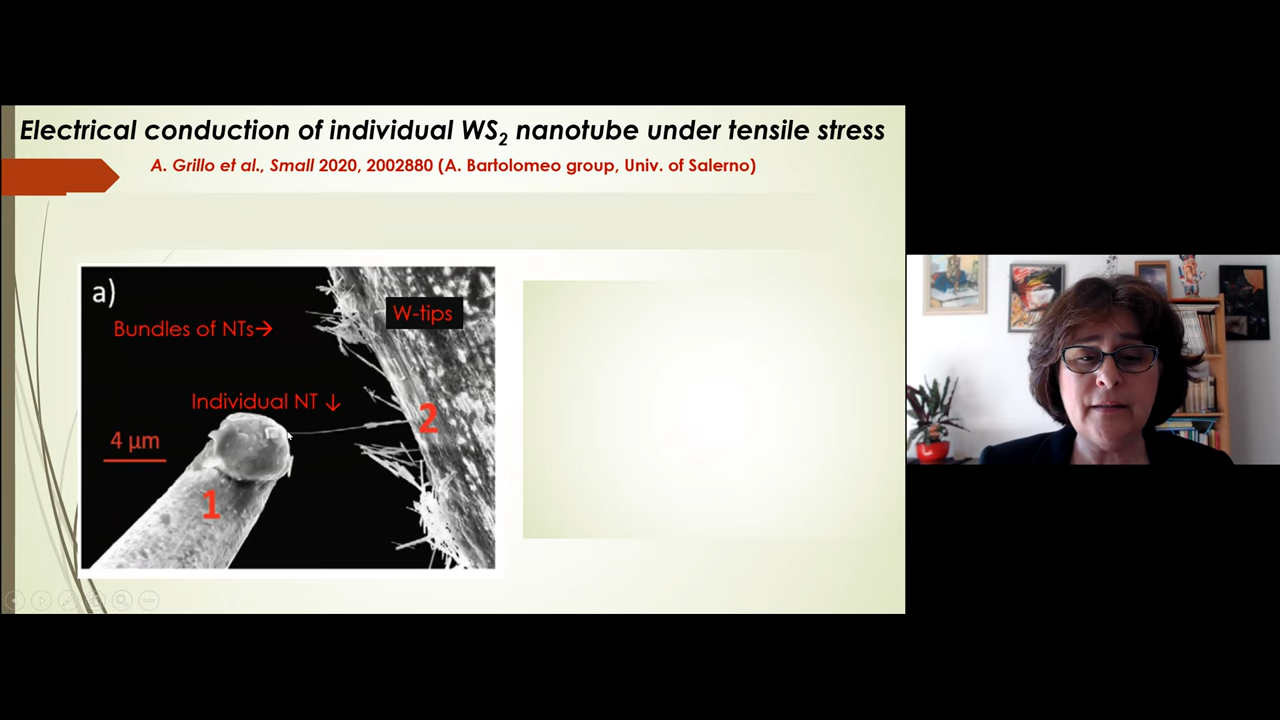 Electrical conduction of individual WS2 nanotube under tensile stress
A. Grillo et al., Small 2020, 2002880 (A. Bartolomeo group, Univ. of Salerno)
a)
W-tips
Bundles of NTs→
Individual NT ↓
2
4 μm
1